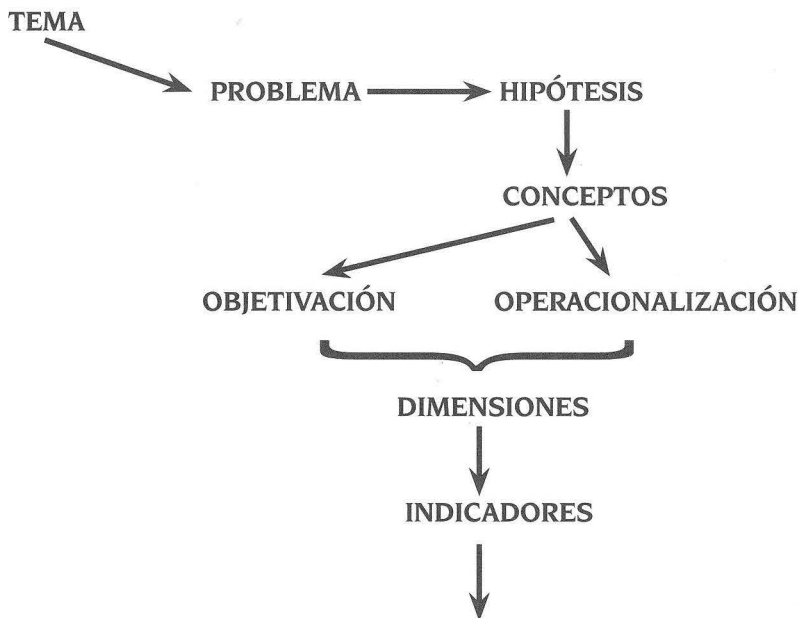 TEMA
PROBLEMA
HIPÓTESIS
CONCEPTOS
OBJETIVACIÓN
OPERACIONALIZACIÓN
DIMENSIONES
INDICADORES